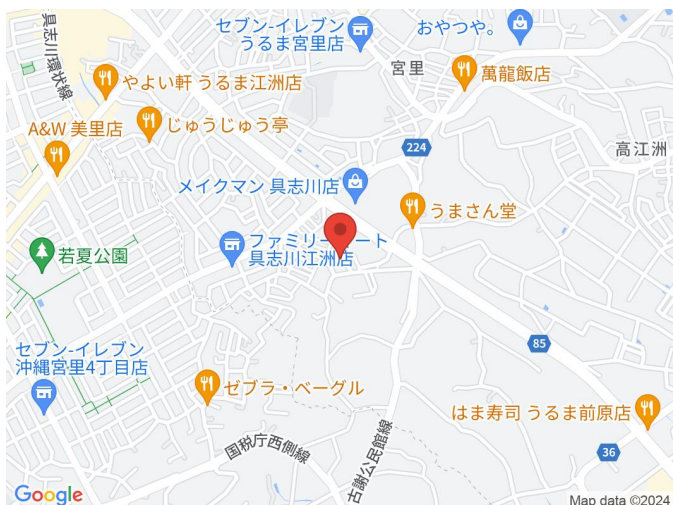 セブン-イレブン
うるま宮里店
おやつや。
具志川環状線
宮里
萬龍飯店
やよい軒 うるま江洲店
A&W 美里店
じゅうじゅう亭
224
高江洲
メイクマン 具志川店
うまさん堂
ファミリーマート
具志川江洲店
若夏公園
セブン-イレブン
沖縄宮里4丁目店
85
ゼブラ・ベーグル
はま寿司 うるま前原店
国税庁西側線
古謝公民館線
36
Google
Map data ©2024